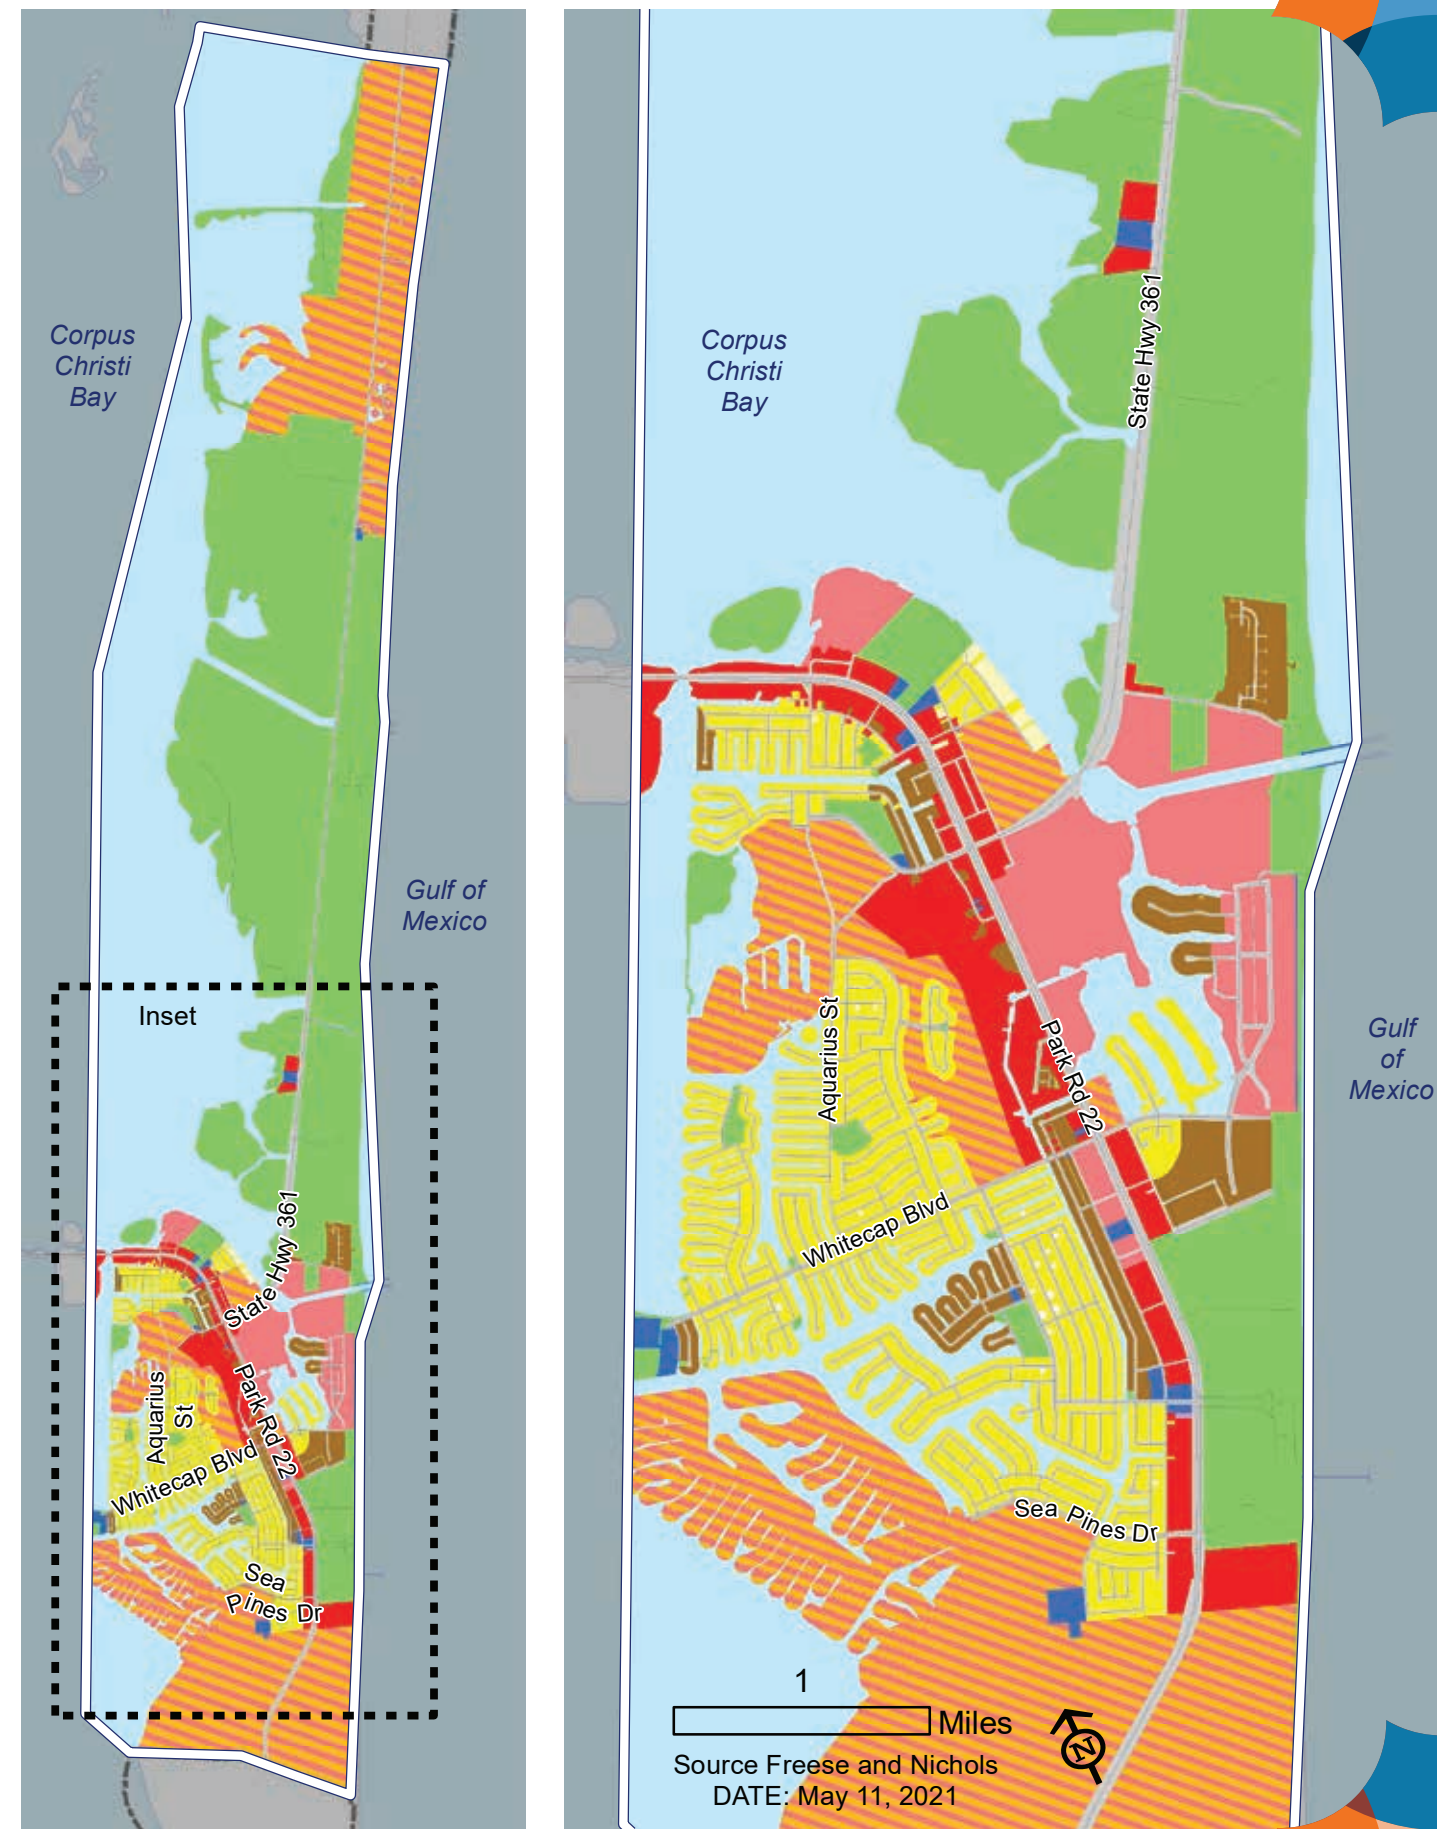 Corpus
Christi
Bay
Gulf of
Mexico
Inset
State Hwy 361
Park Rd 22
Aquarius
St
Whitecap Blvd
Sea
Pines Dr
Corpus
Christi
Bay
State Hwy 361
Gulf
of
Mexico
Aquarius St
Park Rd 22
Whitecap Blvd
Sea Pines Dr
1
Miles
Source Freese and Nichols
DATE: May 11, 2021
N